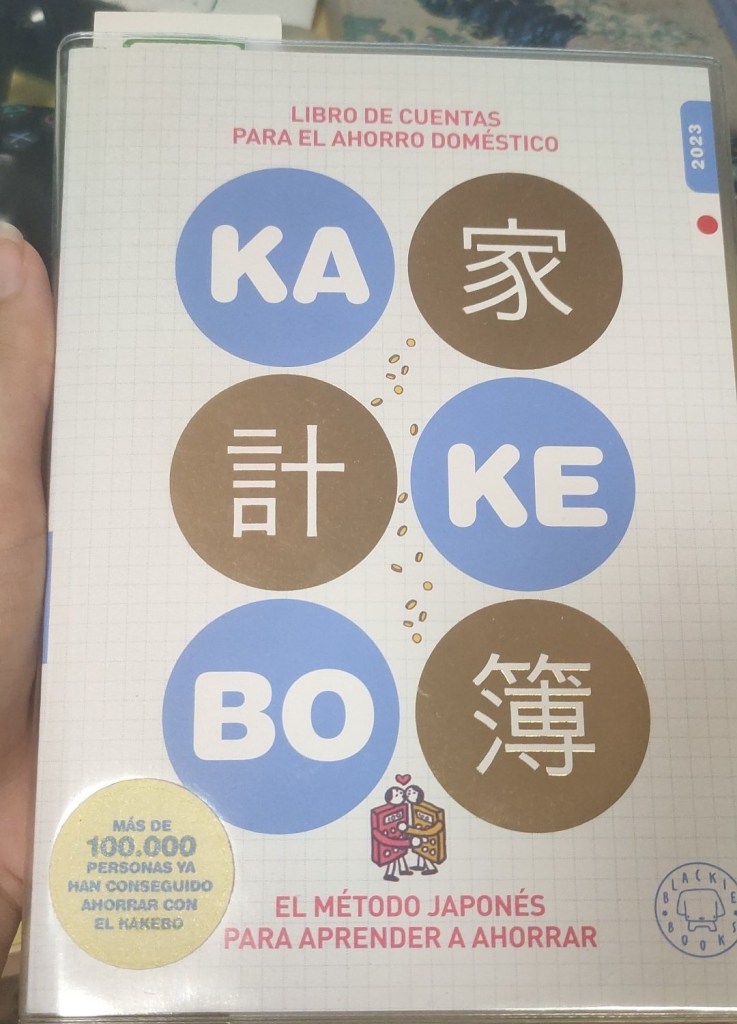 LIBRO DE CUENTAS
PARA EL AHORRO DOMÉSTICO
2023
KA 家
計 KE
BO 簿
MÁS DE
100.000
PERSONAS YA
HAN CONSEGUIDO
AHORRAR CON
EL KAKEBO
EL MÉTODO JAPONÉS
PARA APRENDER A AHORRAR
BLACKIE
BOOKS